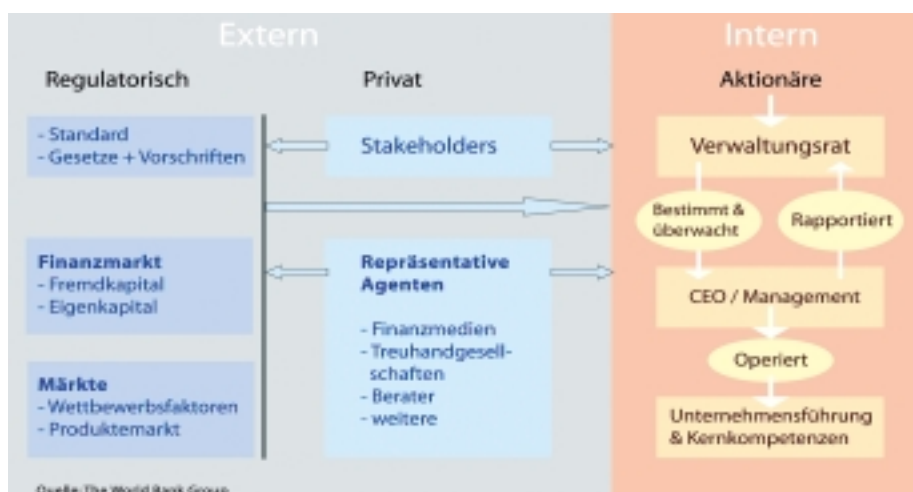 Extern
Regulatorisch
- Standard
- Gesetze + Vorschriften
Finanzmarkt
- Fremdkapital
- Eigenkapital
Märkte
- Wettbewerbsfaktoren
- Produktemarkt
Privat
Stakeholders
Repräsentative
Agenten
- Finanzmedien
- Treuhandgesell-
schaften
- Berater
- weitere
Intern
Aktionäre
Verwaltungsrat
Bestimmt &
überwacht
Rapportiert
CEO / Management
Operiert
Unternehmensführung
& Kernkompetenzen
Quelle: The World Bank Group